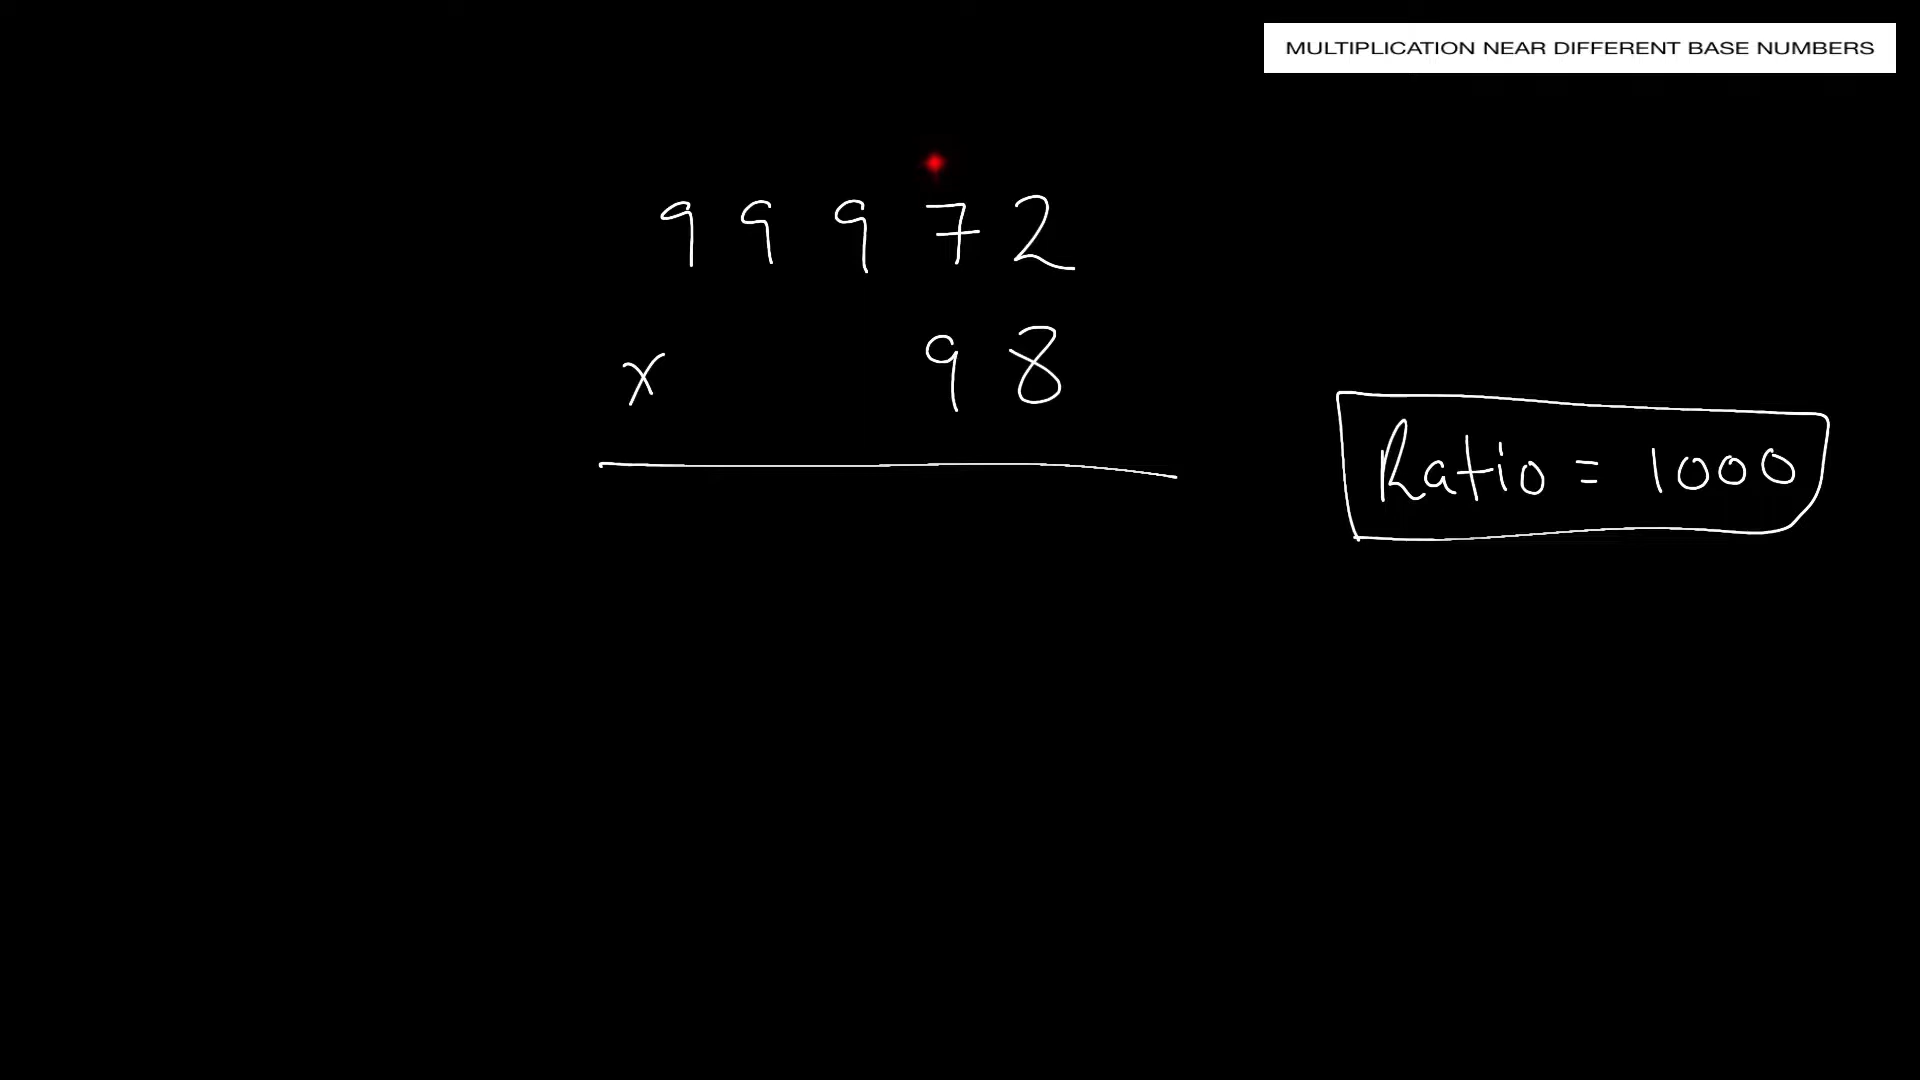 MULTIPLICATION NEAR DIFFERENT BASE NUMBERS
99972
x 98
Ratio = 1000